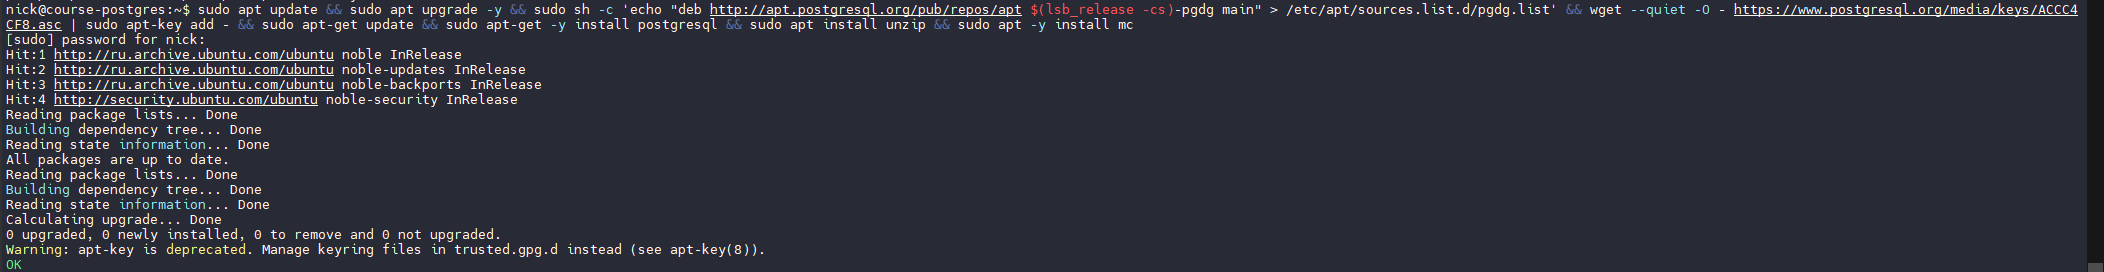 nick@course-postgres:~$ sudo apt update && sudo apt upgrade -y && sudo sh -c 'echo "deb http://apt.postgresql.org/pub/repos/apt $(lsb_release -cs)-pgdg main" > /etc/apt/sources.list.d/pgdg.list' && wget --quiet -O - https://www.postgresql.org/media/keys/ACCC4
CF8.asc | sudo apt-key add - && sudo apt-get update && sudo apt-get -y install postgresql && sudo apt install unzip && sudo apt -y install mc
[sudo] password for nick:
Hit:1 http://ru.archive.ubuntu.com/ubuntu noble InRelease
Hit:2 http://ru.archive.ubuntu.com/ubuntu noble-updates InRelease
Hit:3 http://ru.archive.ubuntu.com/ubuntu noble-backports InRelease
Hit:4 http://security.ubuntu.com/ubuntu noble-security InRelease
Reading package lists... Done
Building dependency tree... Done
Reading state information... Done
All packages are up to date.
Reading package lists... Done
Building dependency tree... Done
Reading state information... Done
Calculating upgrade... Done
0 upgraded, 0 newly installed, 0 to remove and 0 not upgraded.
Warning: apt-key is deprecated. Manage keyring files in trusted.gpg.d instead (see apt-key(8)).
OK